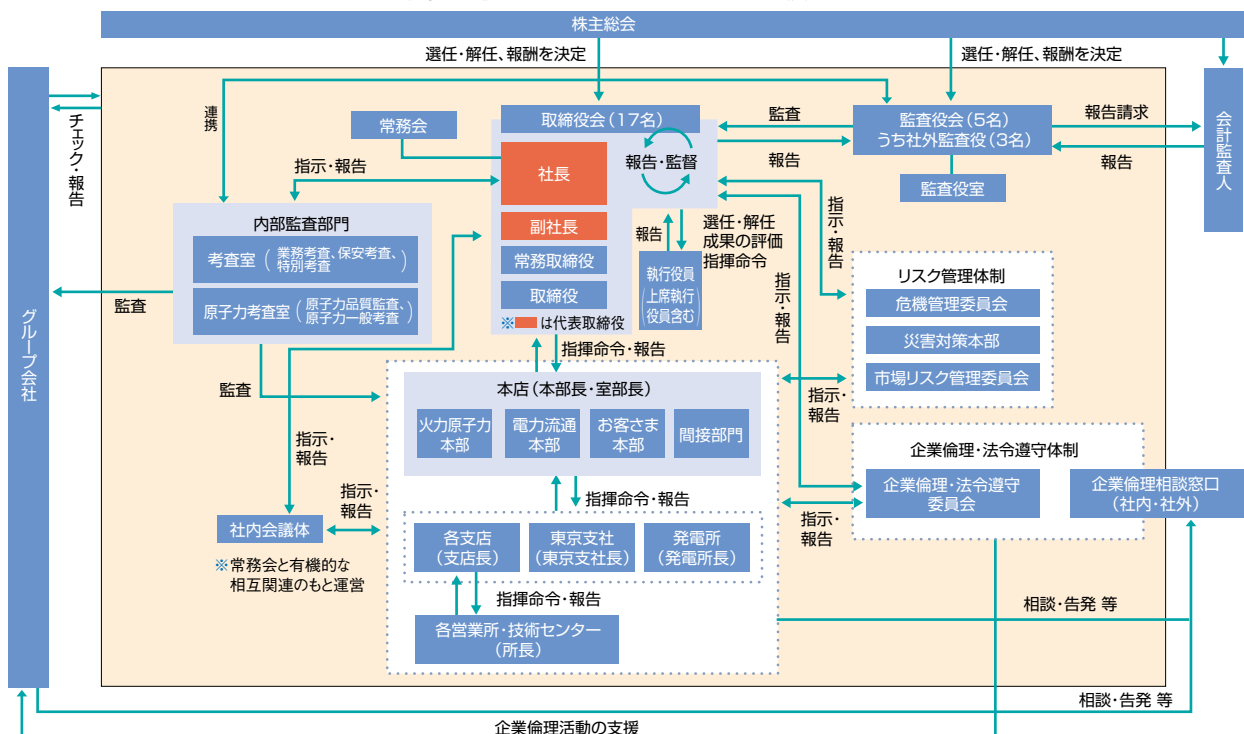 株主総会
選任・解任、報酬を決定
選任・解任、報酬を決定
グループ会社
チェック・報告
連携
常務会
取締役会(17名)
監査
監査役会(5名)
うち社外監査役(3名)
報告請求
会計監査人
報告
報告
監査役室
社長
報告・監督
指示・報告
内部監査部門
考査室(業務考査、保安考査、
特別考査)
原子力考査室(原子力品質監査、
原子力一般考査)
監査
副社長
常務取締役
取締役
※ は代表取締役
報告
選任・解任
成果の評価
指揮命令
執行役員
(上席執行
役員含む)
指示・報告
指示・報告
リスク管理体制
危機管理委員会
災害対策本部
市場リスク管理委員会
指揮命令・報告
監査
本店(本部長・室部長)
火力原子力
本部
電力流通
本部
お客さま
本部
間接部門
指示・
報告
指示・
報告
企業倫理・法令遵守体制
企業倫理・法令遵守
委員会
企業倫理相談窓口
(社内・社外)
指揮命令・報告
指示・
報告
指示・
報告
社内会議体
※常務会と有機的な
相互関連のもと運営
各支店
(支店長)
東京支社
(東京支社長)
発電所
(発電所長)
指揮命令・報告
各営業所・技術センター
(所長)
相談・告発 等
相談・告発 等
企業倫理活動の支援